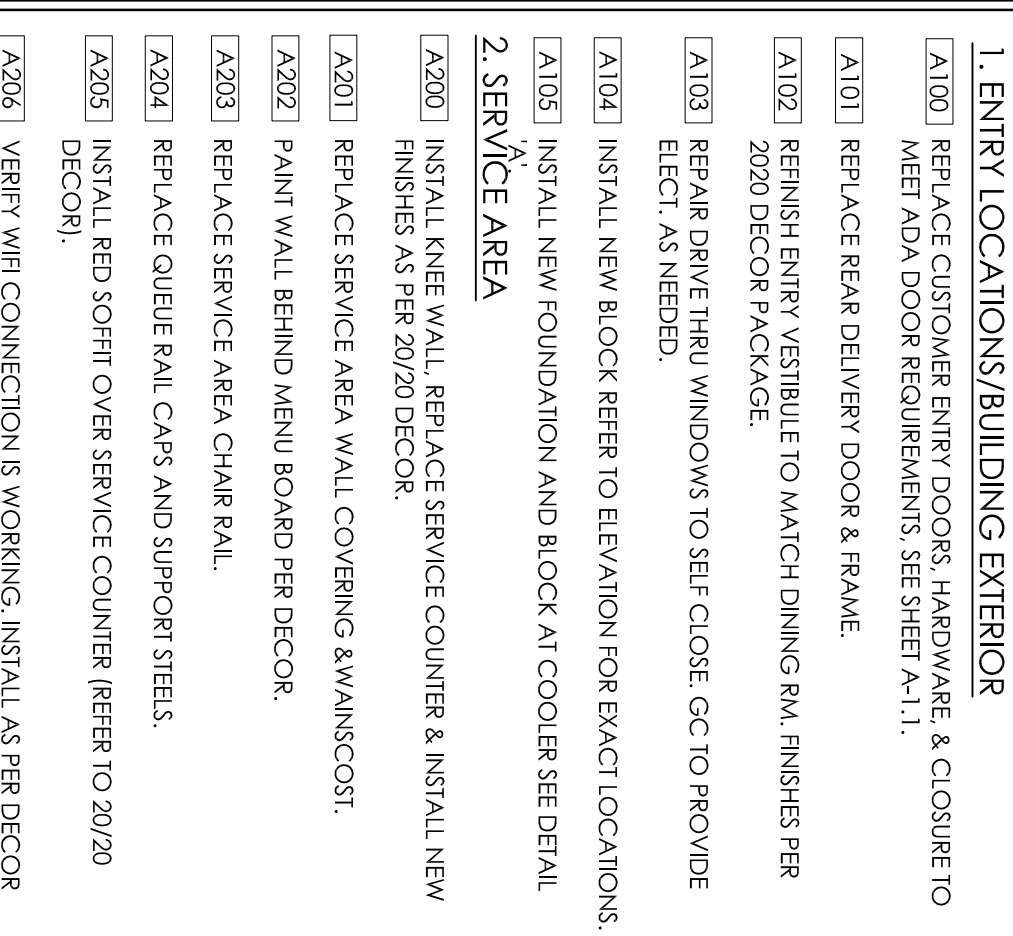 1. ENTRY LOCATIONS/BUILDING EXTERIOR
A100 REPLACE CUSTOMER ENTRY DOORS, HARDWARE, & CLOSURE TO
MEET ADA DOOR REQUIREMENTS, SEE SHEET A-1.1.
A101 REPLACE REAR DELIVERY DOOR & FRAME.
A102 REFINISH ENTRY VESTIBULE TO MATCH DINING RM. FINISHES PER
2020 DECOR PACKAGE.
A103 REPAIR DRIVE THRU WINDOWS TO SELF CLOSE. GC TO PROVIDE
ELECT. AS NEEDED.
A104 INSTALL NEW BLOCK REFER TO ELEVATION FOR EXACT LOCATIONS.
A105 INSTALL NEW FOUNDATION AND BLOCK AT COOLER SEE DETAIL
'A'.
2. SERVICE AREA
A200 INSTALL KNEE WALL, REPLACE SERVICE COUNTER & INSTALL NEW
FINISHES AS PER 20/20 DECOR.
A201 REPLACE SERVICE AREA WALL COVERING &WAINSCOST.
A202 PAINT WALL BEHIND MENU BOARD PER DECOR.
A203 REPLACE SERVICE AREA CHAIR RAIL.
A204 REPLACE QUEUE RAIL CAPS AND SUPPORT STEELS.
A205 INSTALL RED SOFFIT OVER SERVICE COUNTER (REFER TO 20/20
DECOR).
A206 VERIFY WIFI CONNECTION IS WORKING. INSTALL AS PER DECOR